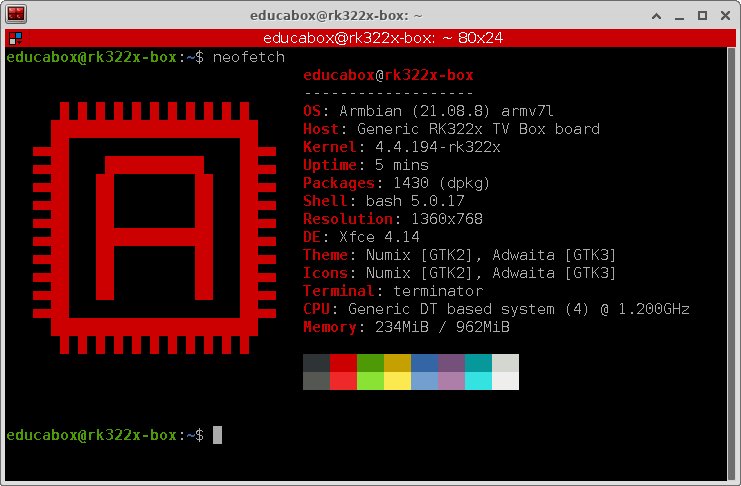 educabox@rk322x-box: ~
educabox@rk322x-box: ~ 80x24
educabox@rk322x-box:~$ neofetch
educabox@rk322x-box
-------------------
OS: Armbian (21.08.8) armv7l
Host: Generic RK322x TV Box board
Kernel: 4.4.194-rk322x
Uptime: 5 mins
Packages: 1430 (dpkg)
Shell: bash 5.0.17
Resolution: 1360x768
DE: Xfce 4.14
Theme: Numix [GTK2], Adwaita [GTK3]
Icons: Numix [GTK2], Adwaita [GTK3]
Terminal: terminator
CPU: Generic DT based system (4) @ 1.200GHz
Memory: 234MiB / 962MiB
educabox@rk322x-box:~$